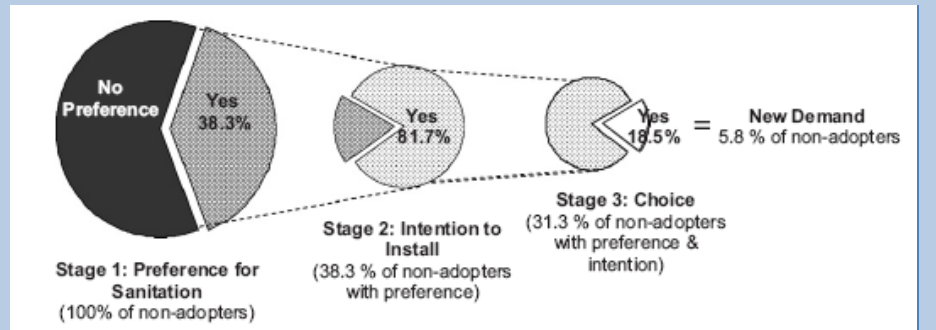 No
Preference
Yes
38.3%
Stage 1: Preference for
Sanitation
(100% of non-adopters)
Yes
81.7%
Stage 2: Intention to
Install
(38.3 % of non-adopters
with preference)
Yes
18.5%
Stage 3: Choice
(31.3 % of non-adopters
with preference &
intention)
=
New Demand
5.8 % of non-adopters